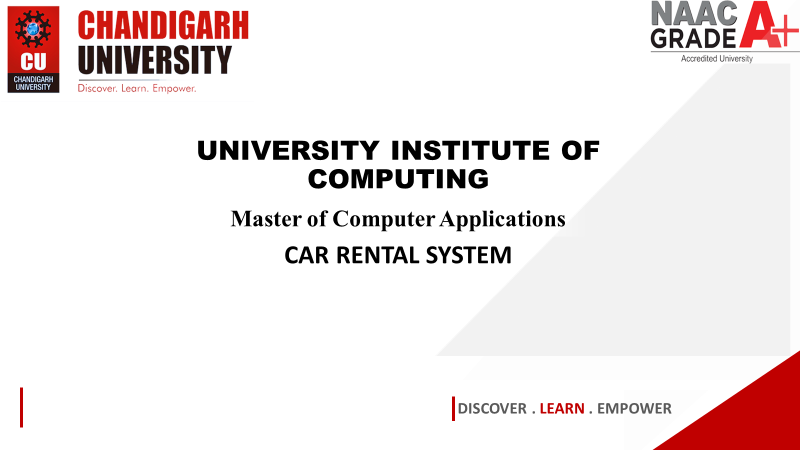 CU
CHANDIGARH
UNIVERSITY
CHANDIGARH
UNIVERSITY
Discover. Learn. Empower.
NAAC
GRADE A+
Accredited University
UNIVERSITY INSTITUTE OF
COMPUTING
Master of Computer Applications
CAR RENTAL SYSTEM
DISCOVER . LEARN . EMPOWER